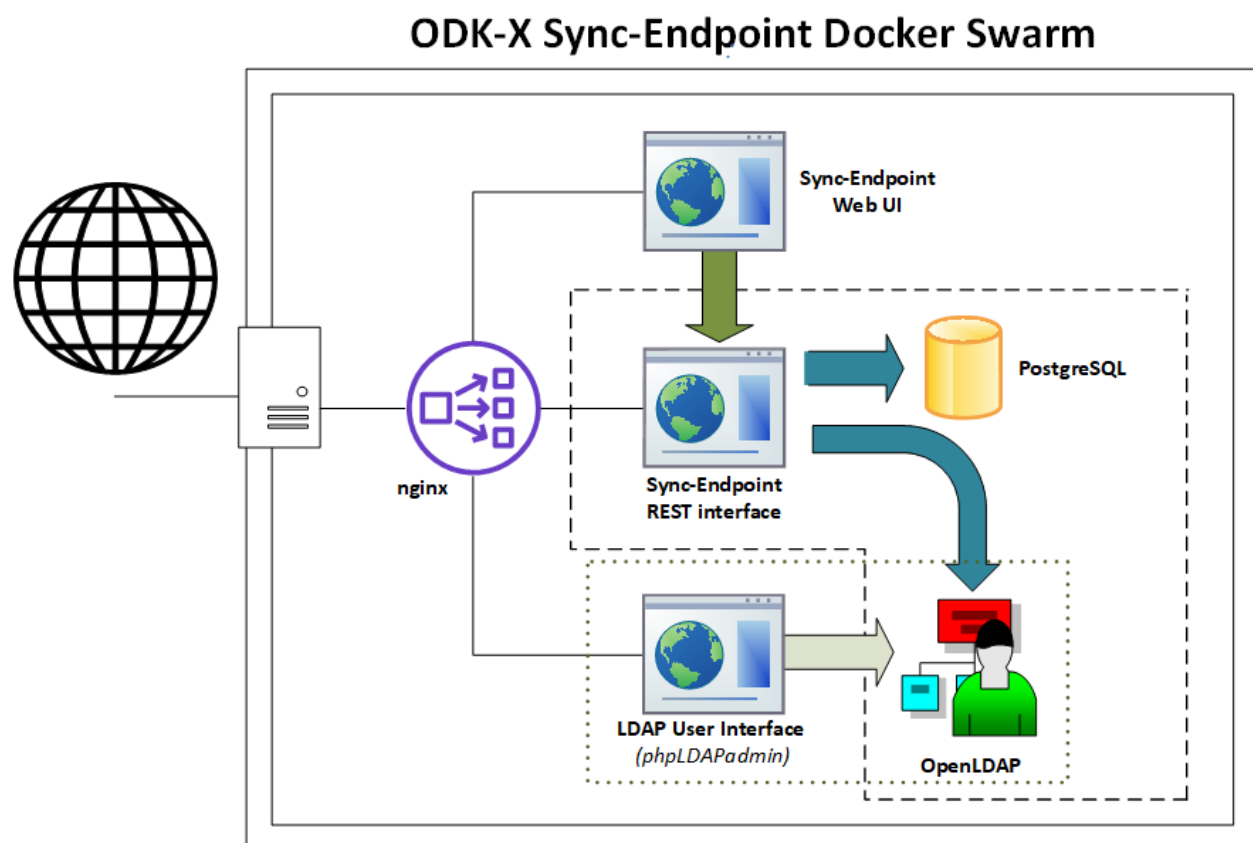 ODK-X Sync-Endpoint Docker Swarm
Sync-Endpoint
Web UI
PostgreSQL
nginx
Sync-Endpoint
REST interface
LDAP User Interface
(phpLDAPadmin)
OpenLDAP